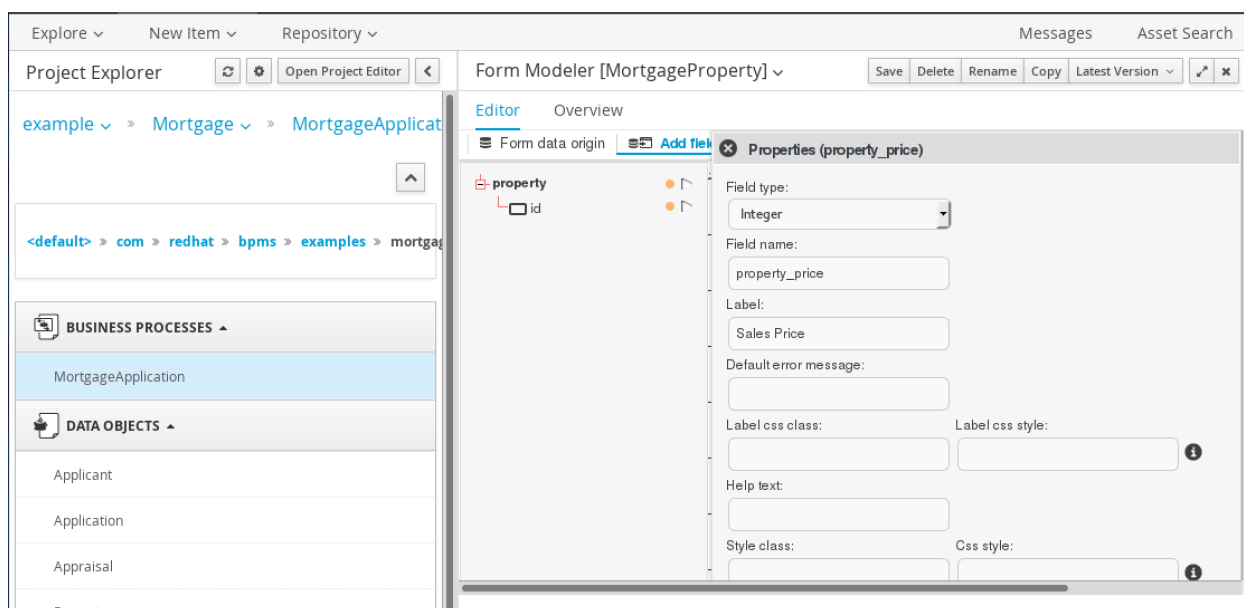 Explore New Item Repository Messages Asset Search
Project Explorer Open Project Editor Form Modeler [MortgageProperty] Save Delete Rename Copy Latest Version
Editor Overview
example » Mortgage » MortgageApplicat
Form data origin Add fiel Properties (property_price)
property
id
Field type:
Integer
Field name:
property_price
<default> » com » redhat » bpms » examples » mortgag
Label:
Sales Price
BUSINESS PROCESSES
MortgageApplication
Default error message:
DATA OBJECTS
Label css class: Label css style:
Applicant
Help text:
Application
Style class: Css style:
Appraisal